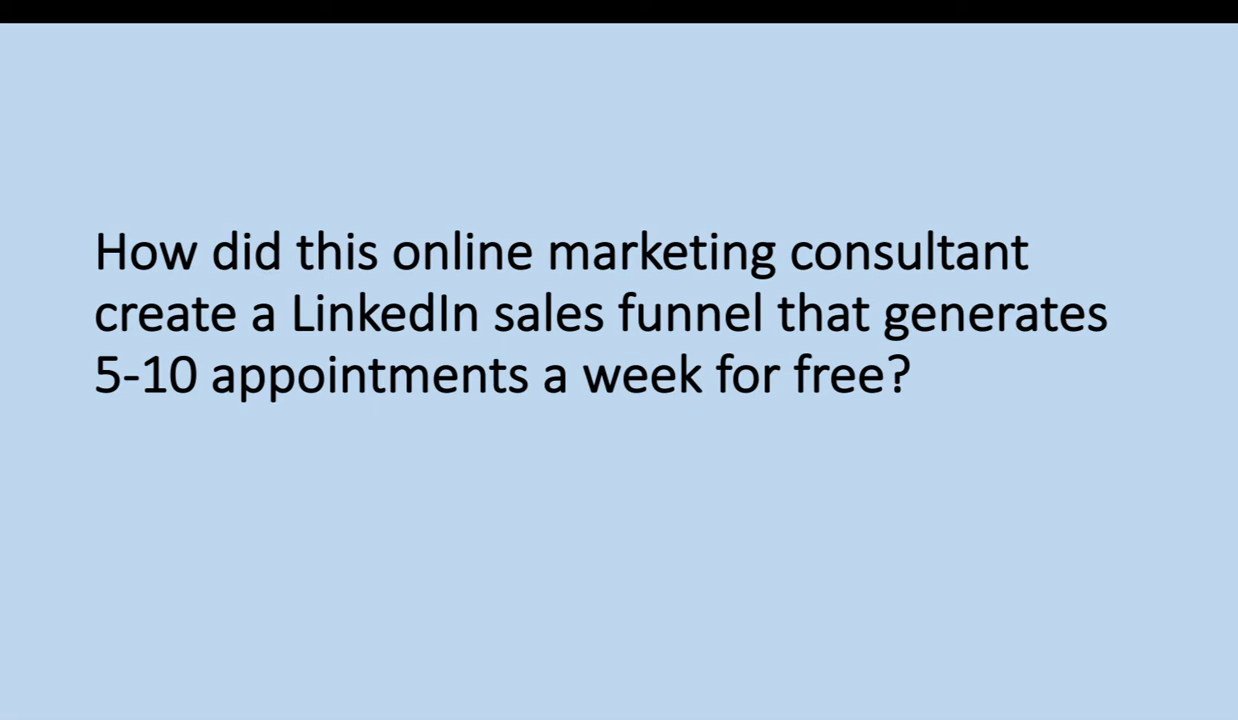 How did this online marketing consultant
create a LinkedIn sales funnel that generates
5-10 appointments a week for free?